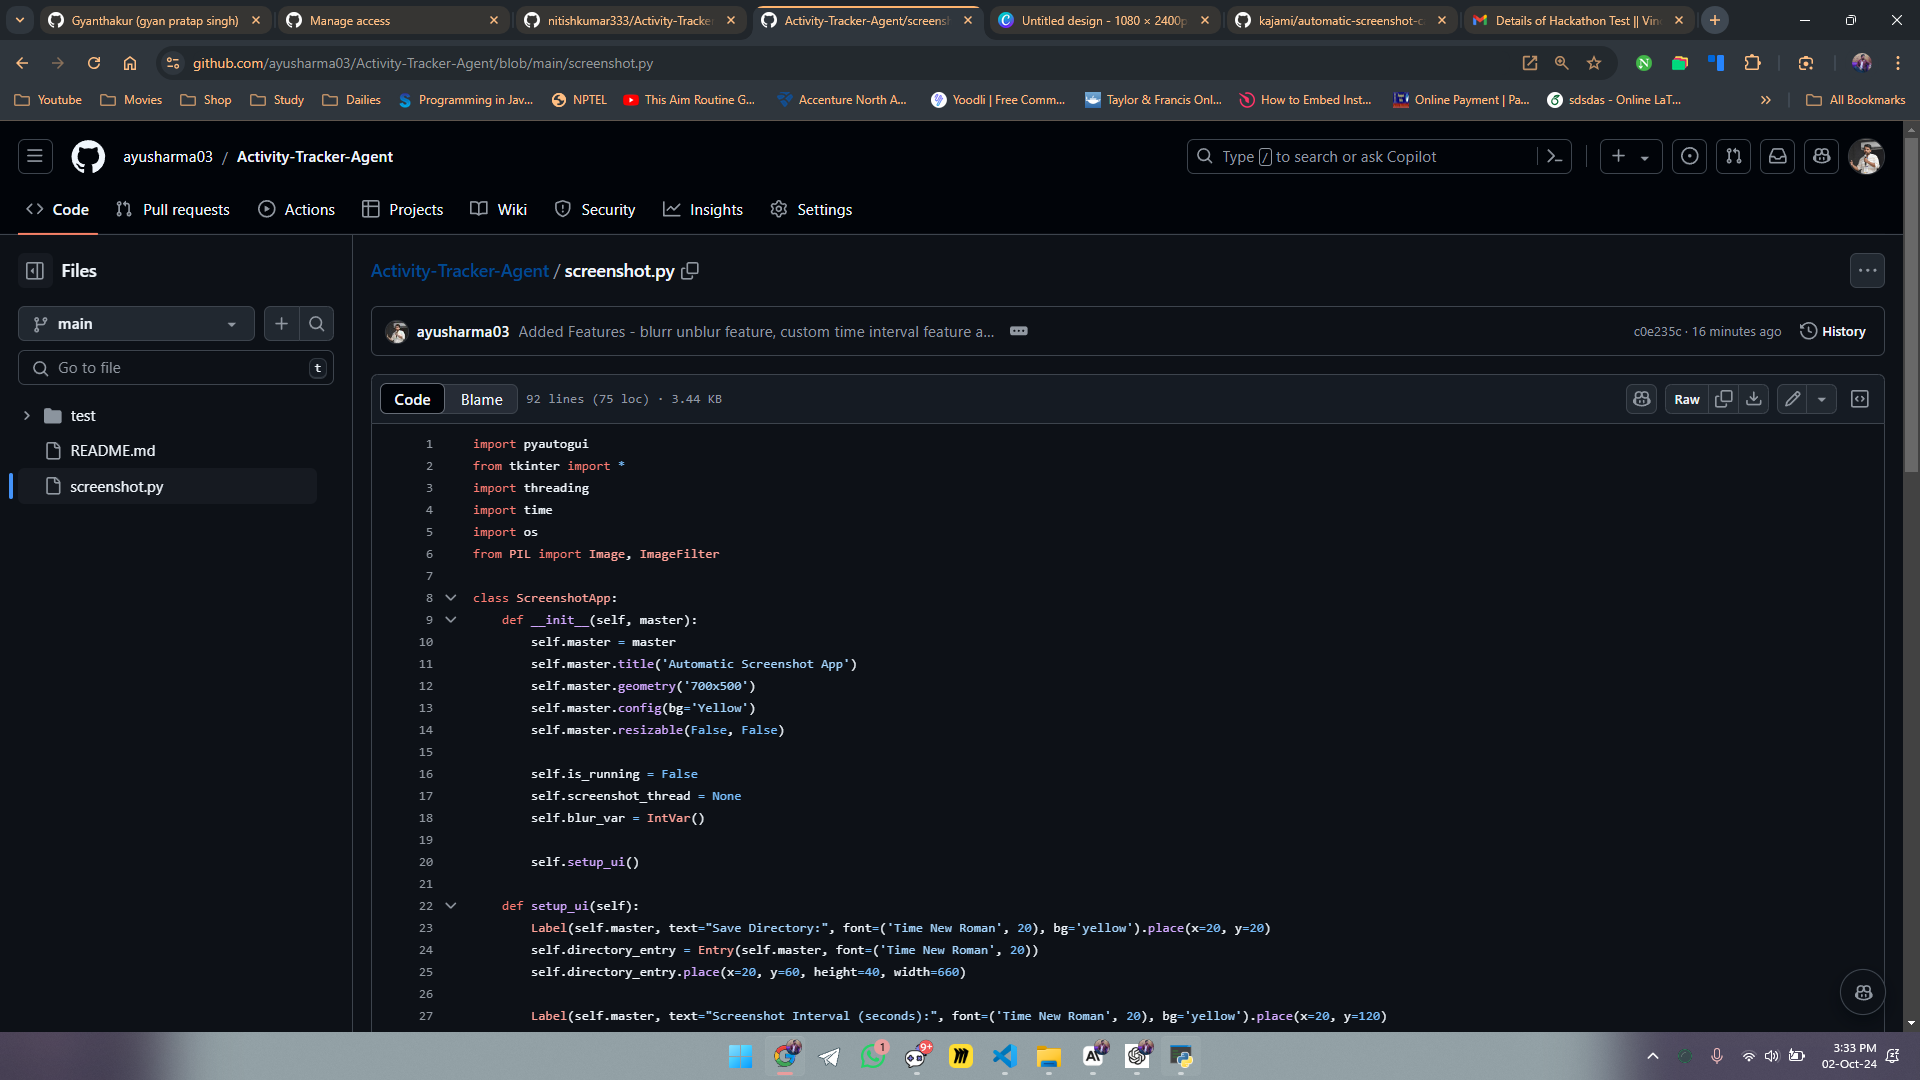 Gyanthakur (gyan pratap singh)
Manage access
nitishkumar333/Activity-Tracke
Activity-Tracker-Agent/screensh
Untitled design - 1080 × 2400p
kajami/automatic-screenshot-c
Details of Hackathon Test || Vin
github.com/ayusharma03/Activity-Tracker-Agent/blob/main/screenshot.py
Youtube
Movies
Shop
Study
Dailies
Programming in Jav...
NPTEL
This Aim Routine G...
Accenture North A...
Yoodli | Free Comm...
Taylor & Francis Onl...
How to Embed Inst...
Online Payment | Pa...
sdsdas - Online LaT...
All Bookmarks
ayusharma03 / Activity-Tracker-Agent
Type / to search or ask Copilot
Code
Pull requests
Actions
Projects
Wiki
Security
Insights
Settings
Files
Activity-Tracker-Agent / screenshot.py
main
ayusharma03 Added Features - blurr unblur feature, custom time interval feature a...
c0e235c · 16 minutes ago
History
Go to file
t
Code
Blame
92 lines (75 loc) · 3.44 KB
Raw
test
README.md
screenshot.py
1 import pyautogui
2 from tkinter import *
3 import threading
4 import time
5 import os
6 from PIL import Image, ImageFilter
7
8 class ScreenshotApp:
9 def __init__(self, master):
10 self.master = master
11 self.master.title('Automatic Screenshot App')
12 self.master.geometry('700x500')
13 self.master.config(bg='Yellow')
14 self.master.resizable(False, False)
15
16 self.is_running = False
17 self.screenshot_thread = None
18 self.blur_var = IntVar()
19
20 self.setup_ui()
21
22 def setup_ui(self):
23 Label(self.master, text="Save Directory:", font=('Time New Roman', 20), bg='yellow').place(x=20, y=20)
24 self.directory_entry = Entry(self.master, font=('Time New Roman', 20))
25 self.directory_entry.place(x=20, y=60, height=40, width=660)
26
27 Label(self.master, text="Screenshot Interval (seconds):", font=('Time New Roman', 20), bg='yellow').place(x=20, y=120)
1
9+
3:33 PM
02-Oct-24